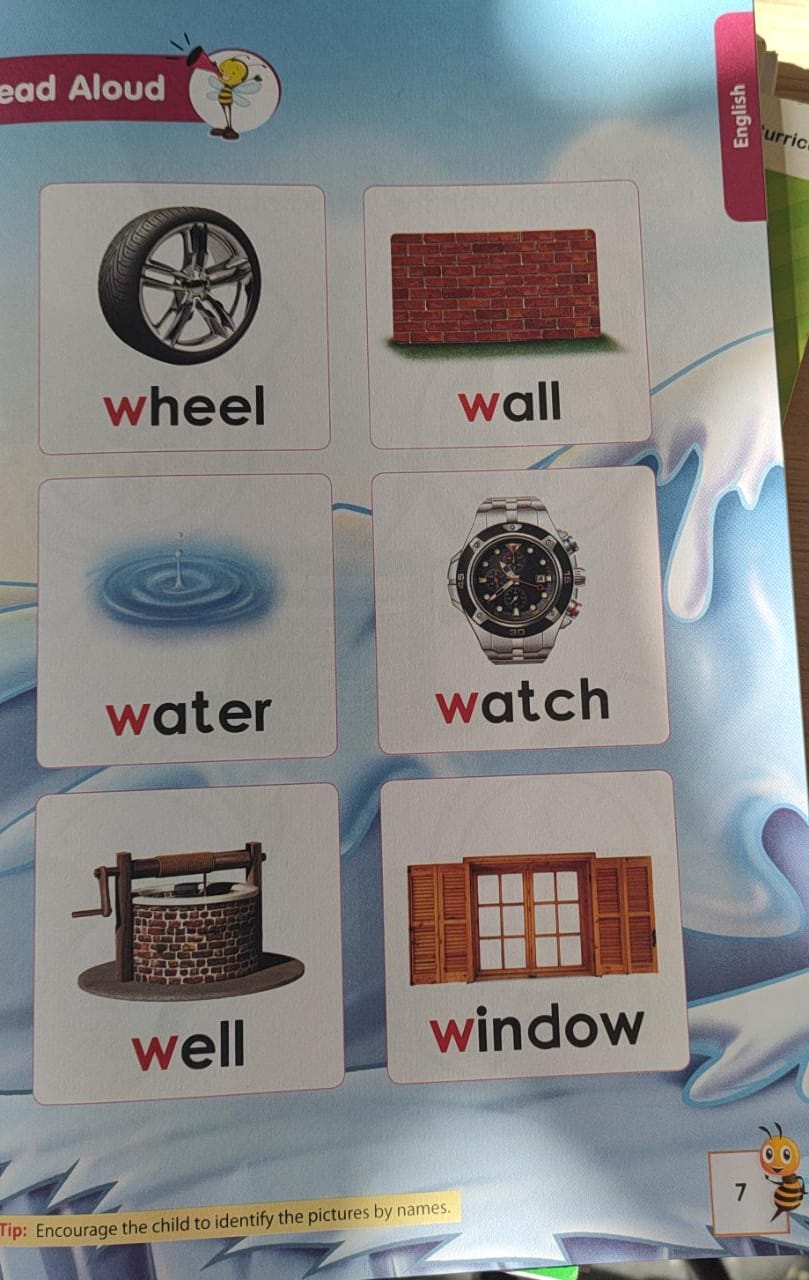 ead Aloud
English
urric
wheel
wall
water
watch
well
window
Tip: Encourage the child to identify the pictures by names.
7